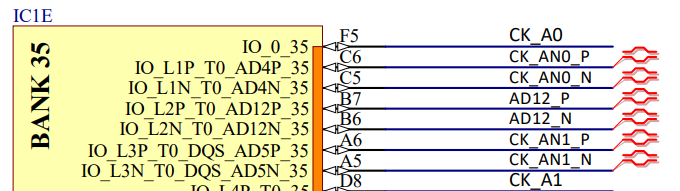 IC1E
BANK 35
IO_0_35 F5 CK_A0
IO_L1P_T0_AD4P_35 C6 CK_AN0_P
IO_L1N_T0_AD4N_35 C5 CK_AN0_N
IO_L2P_T0_AD12P_35 B7 AD12_P
IO_L2N_T0_AD12N_35 B6 AD12_N
IO_L3P_T0_DQS_AD5P_35 A6 CK_AN1_P
IO_L3N_T0_DQS_AD5N_35 A5 CK_AN1_N
IO_L4P_T0_35 D8 CK_A1